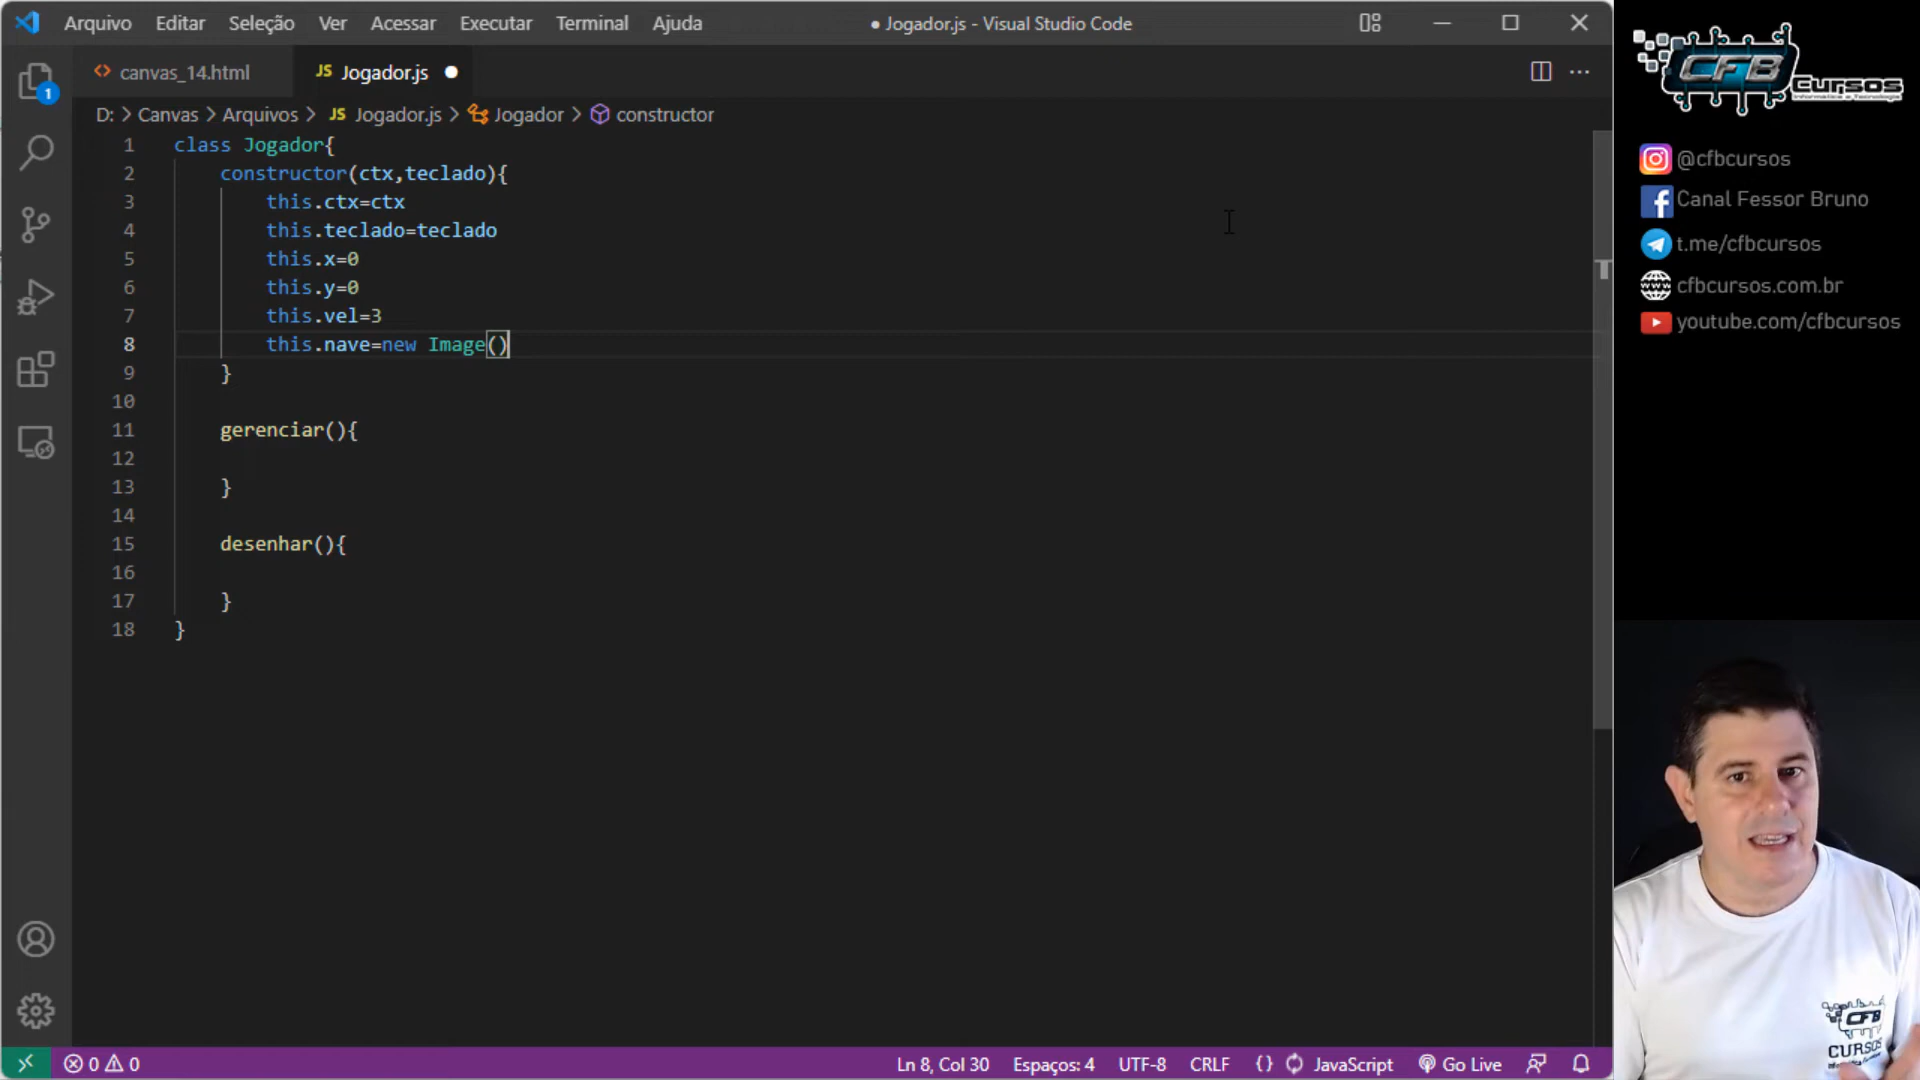 Arquivo Editar Seleção Ver Acessar Executar Terminal Ajuda ● Jogador.js - Visual Studio Code
canvas_14.html JS Jogador.js ●
D: > Canvas > Arquivos > JS Jogador.js > Jogador > constructor
1 class Jogador{
2 constructor(ctx,teclado){
3 this.ctx=ctx
4 this.teclado=teclado
5 this.x=0
6 this.y=0
7 this.vel=3
8 this.nave=new Image()
9 }
10
11 gerenciar(){
12
13 }
14
15 desenhar(){
16
17 }
18 }
1
0 0 Ln 8, Col 30 Espaços: 4 UTF-8 CRLF {} JavaScript Go Live
CFB Cursos
@cfbcursos
Canal Fessor Bruno
t.me/cfbcursos
cfbcursos.com.br
youtube.com/cfbcursos
CFB
CURSOS